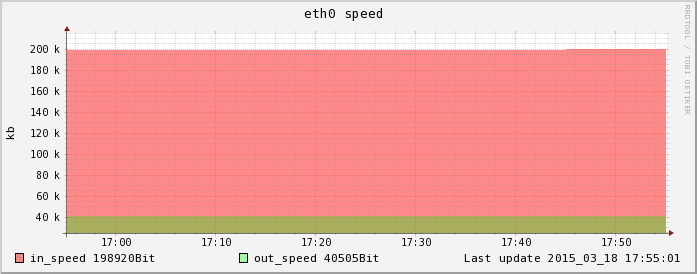 eth0 speed
RRDTOOL / TOBI OETIKER
kb
200 k
180 k
160 k
140 k
120 k
100 k
80 k
60 k
40 k
17:00 17:10 17:20 17:30 17:40 17:50
in_speed 198920Bit out_speed 40505Bit Last update 2015_03_18 17:55:01